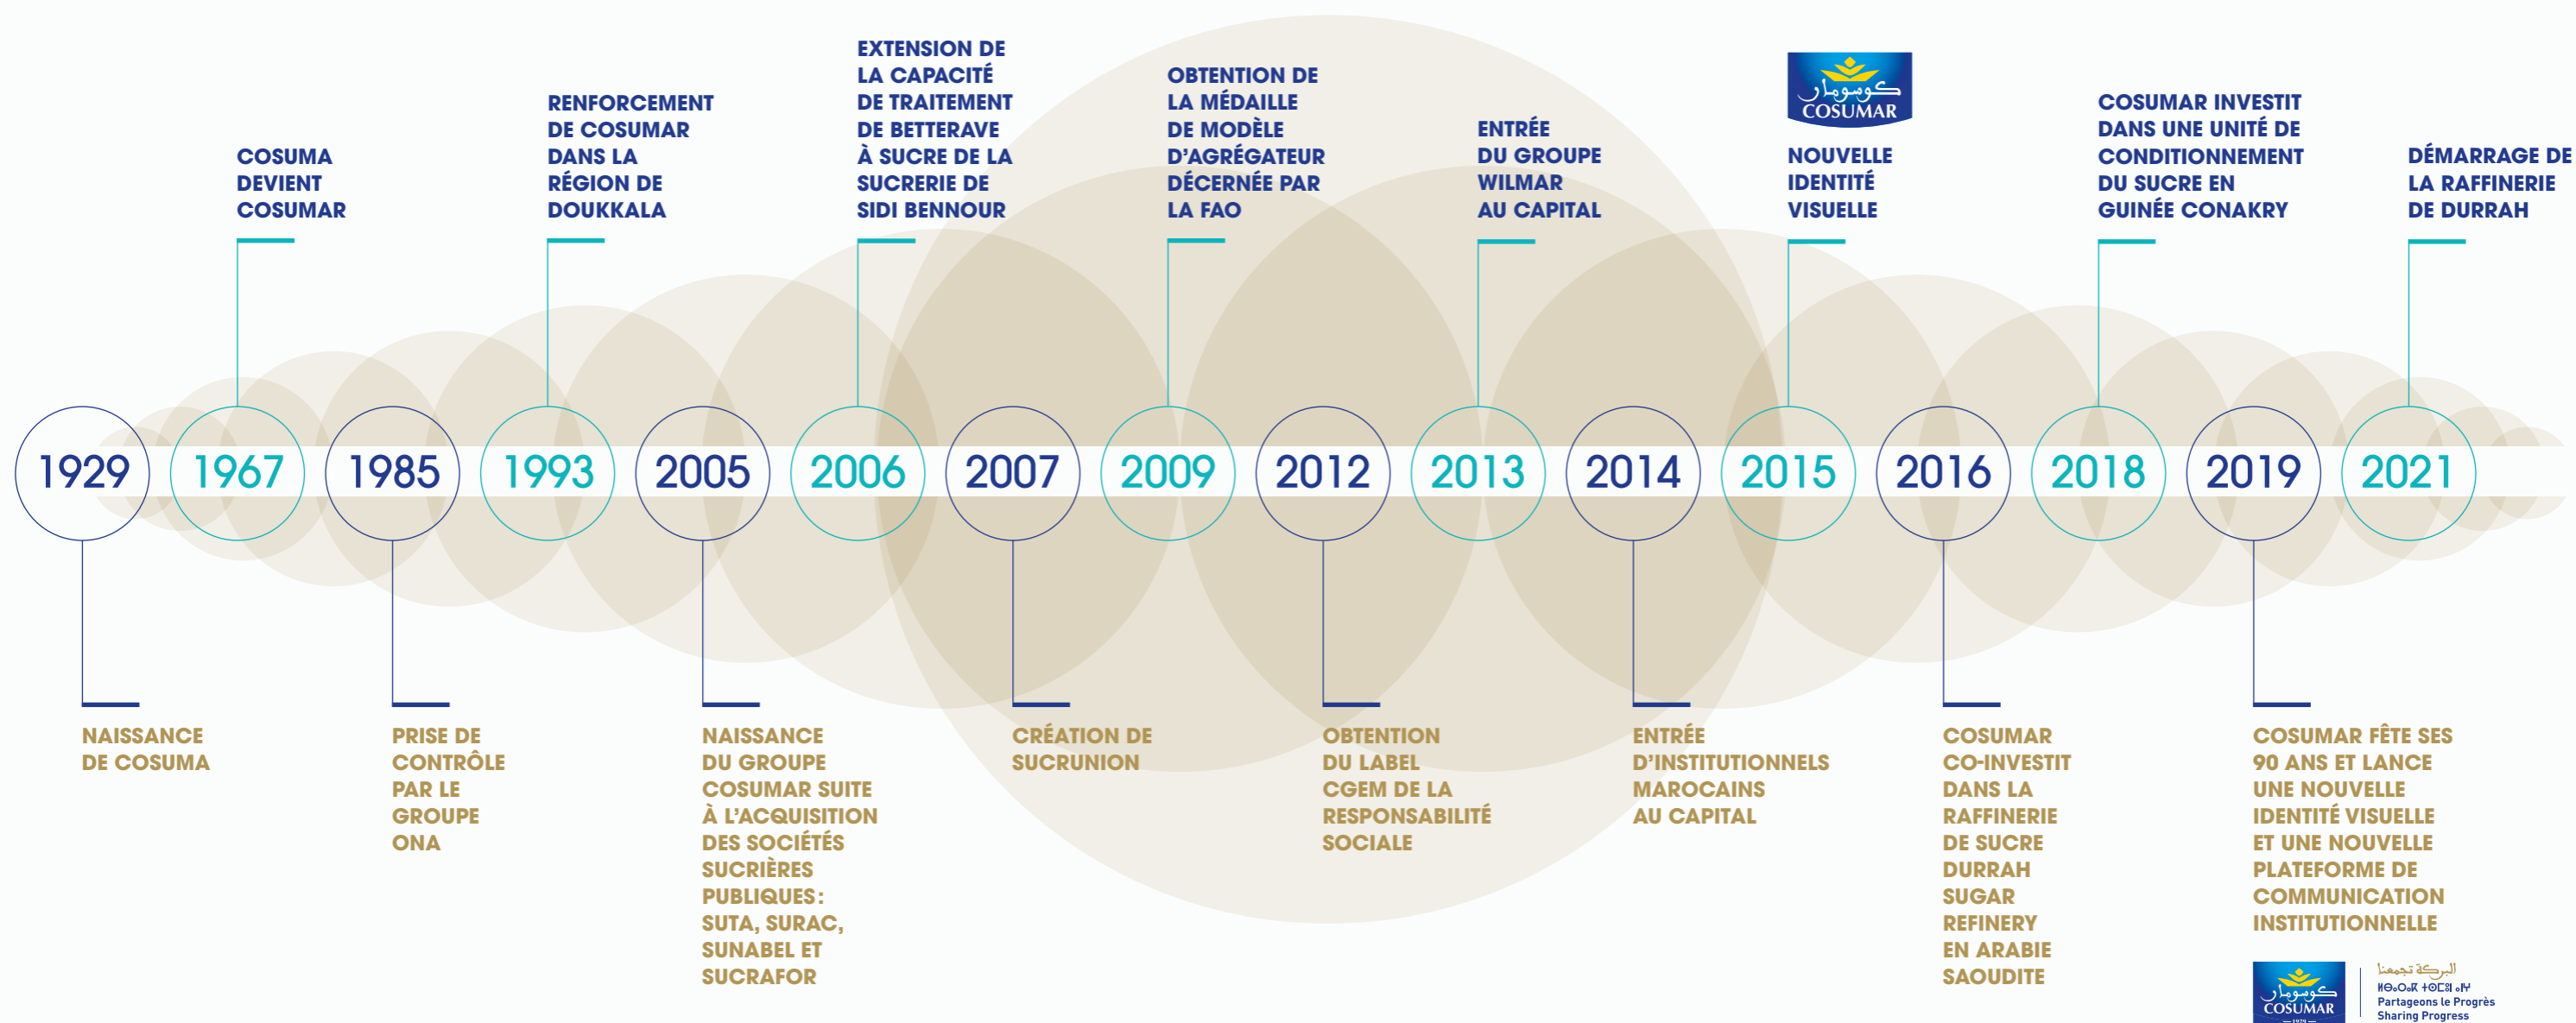 COSUMA
DEVIENT
COSUMAR
RENFORCEMENT
DE COSUMAR
DANS LA
RÉGION DE
DOUKKALA
EXTENSION DE
LA CAPACITÉ
DE TRAITEMENT
DE BETTERAVE
À SUCRE DE LA
SUCRERIE DE
SIDI BENNOUR
OBTENTION DE
LA MÉDAILLE
DE MODÈLE
D’AGRÉGATEUR
DÉCERNÉE PAR
LA FAO
ENTRÉE
DU GROUPE
WILMAR
AU CAPITAL
كوسومار
COSUMAR
NOUVELLE
IDENTITÉ
VISUELLE
COSUMAR INVESTIT
DANS UNE UNITÉ DE
CONDITIONNEMENT
DU SUCRE EN
GUINÉE CONAKRY
DÉMARRAGE DE
LA RAFFINERIE
DE DURRAH
1929 1967 1985 1993 2005 2006 2007 2009 2012 2013 2014 2015 2016 2018 2019 2021
NAISSANCE
DE COSUMA
PRISE DE
CONTRÔLE
PAR LE
GROUPE
ONA
NAISSANCE
DU GROUPE
COSUMAR SUITE
À L’ACQUISITION
DES SOCIÉTÉS
SUCRIÈRES
PUBLIQUES :
SUTA, SURAC,
SUNABEL ET
SUCRAFOR
CRÉATION DE
SUCRUNION
OBTENTION
DU LABEL
CGEM DE LA
RESPONSABILITÉ
SOCIALE
ENTRÉE
D’INSTITUTIONNELS
MAROCAINS
AU CAPITAL
COSUMAR
CO-INVESTIT
DANS LA
RAFFINERIE
DE SUCRE
DURRAH
SUGAR
REFINERY
EN ARABIE
SAOUDITE
COSUMAR FÊTE SES
90 ANS ET LANCE
UNE NOUVELLE
IDENTITÉ VISUELLE
ET UNE NOUVELLE
PLATEFORME DE
COMMUNICATION
INSTITUTIONNELLE
كوسومار
COSUMAR
1929
البركة تجمعنا
Partageons le Progrès
Sharing Progress